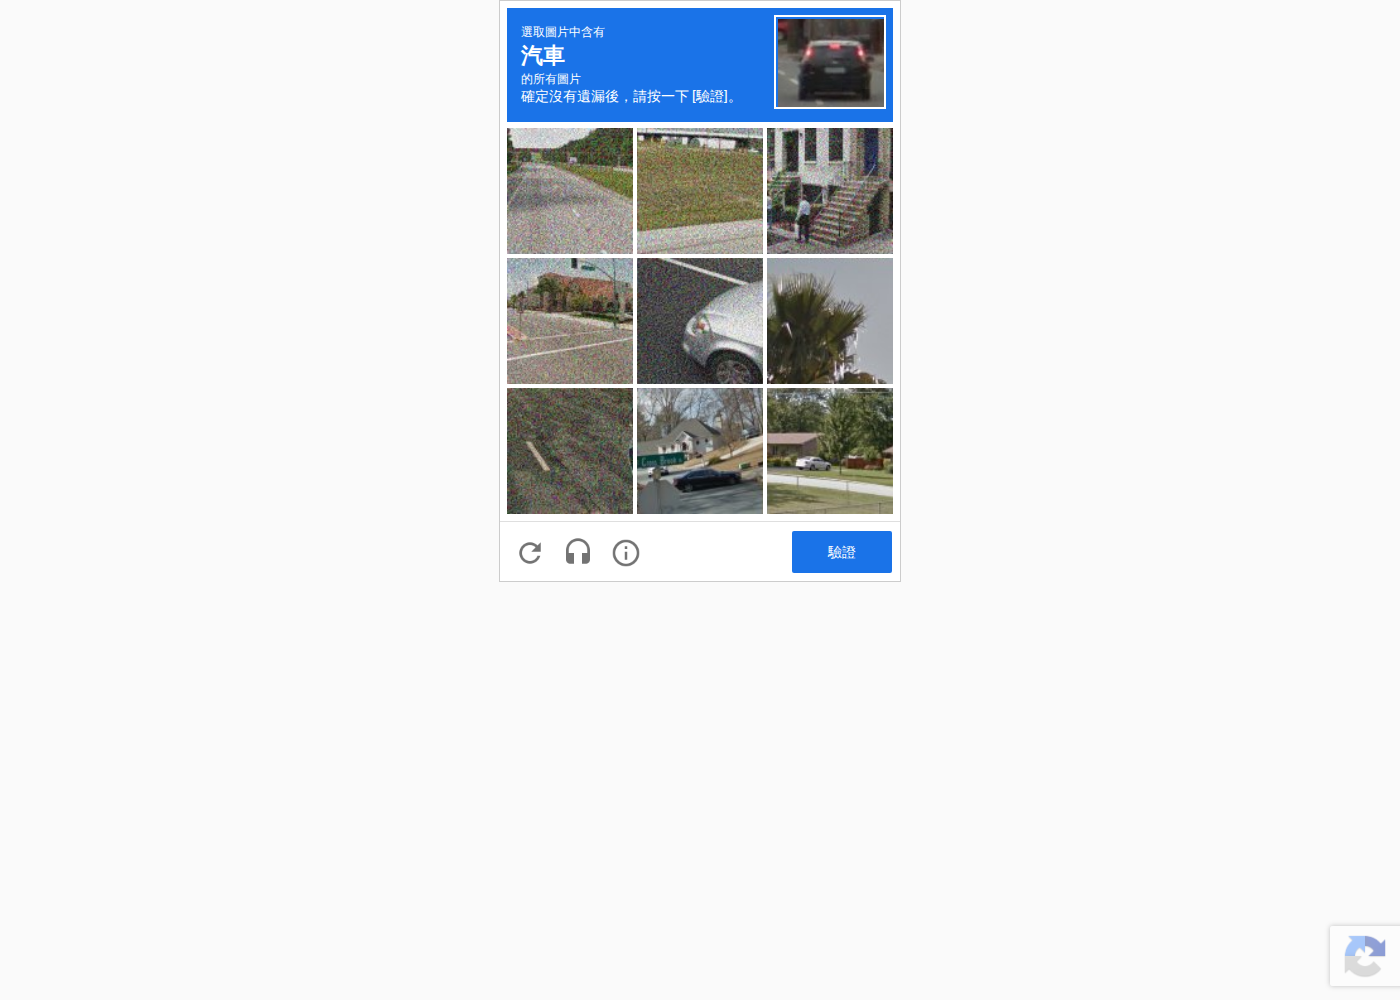 選取圖片中含有
汽車
的所有圖片
確定沒有遺漏後，請按一下 [驗證]。
驗證